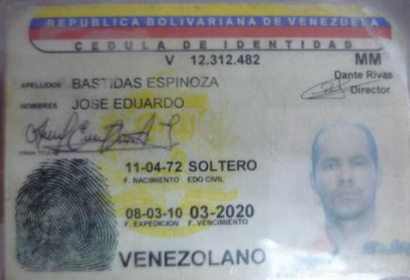 REPUBLICA BOLIVARIANA DE VENEZUELA
CEDULA DE IDENTIDAD
V 12.312.482 MM
APELLIDOS BASTIDAS ESPINOZA
NOMBRES JOSE EDUARDO
Dante Rivas
Director
11-04-72 SOLTERO
F. NACIMIENTO EDO CIVIL
08-03-10 03-2020
F. EXPEDICION F. VENCIMIENTO
VENEZOLANO